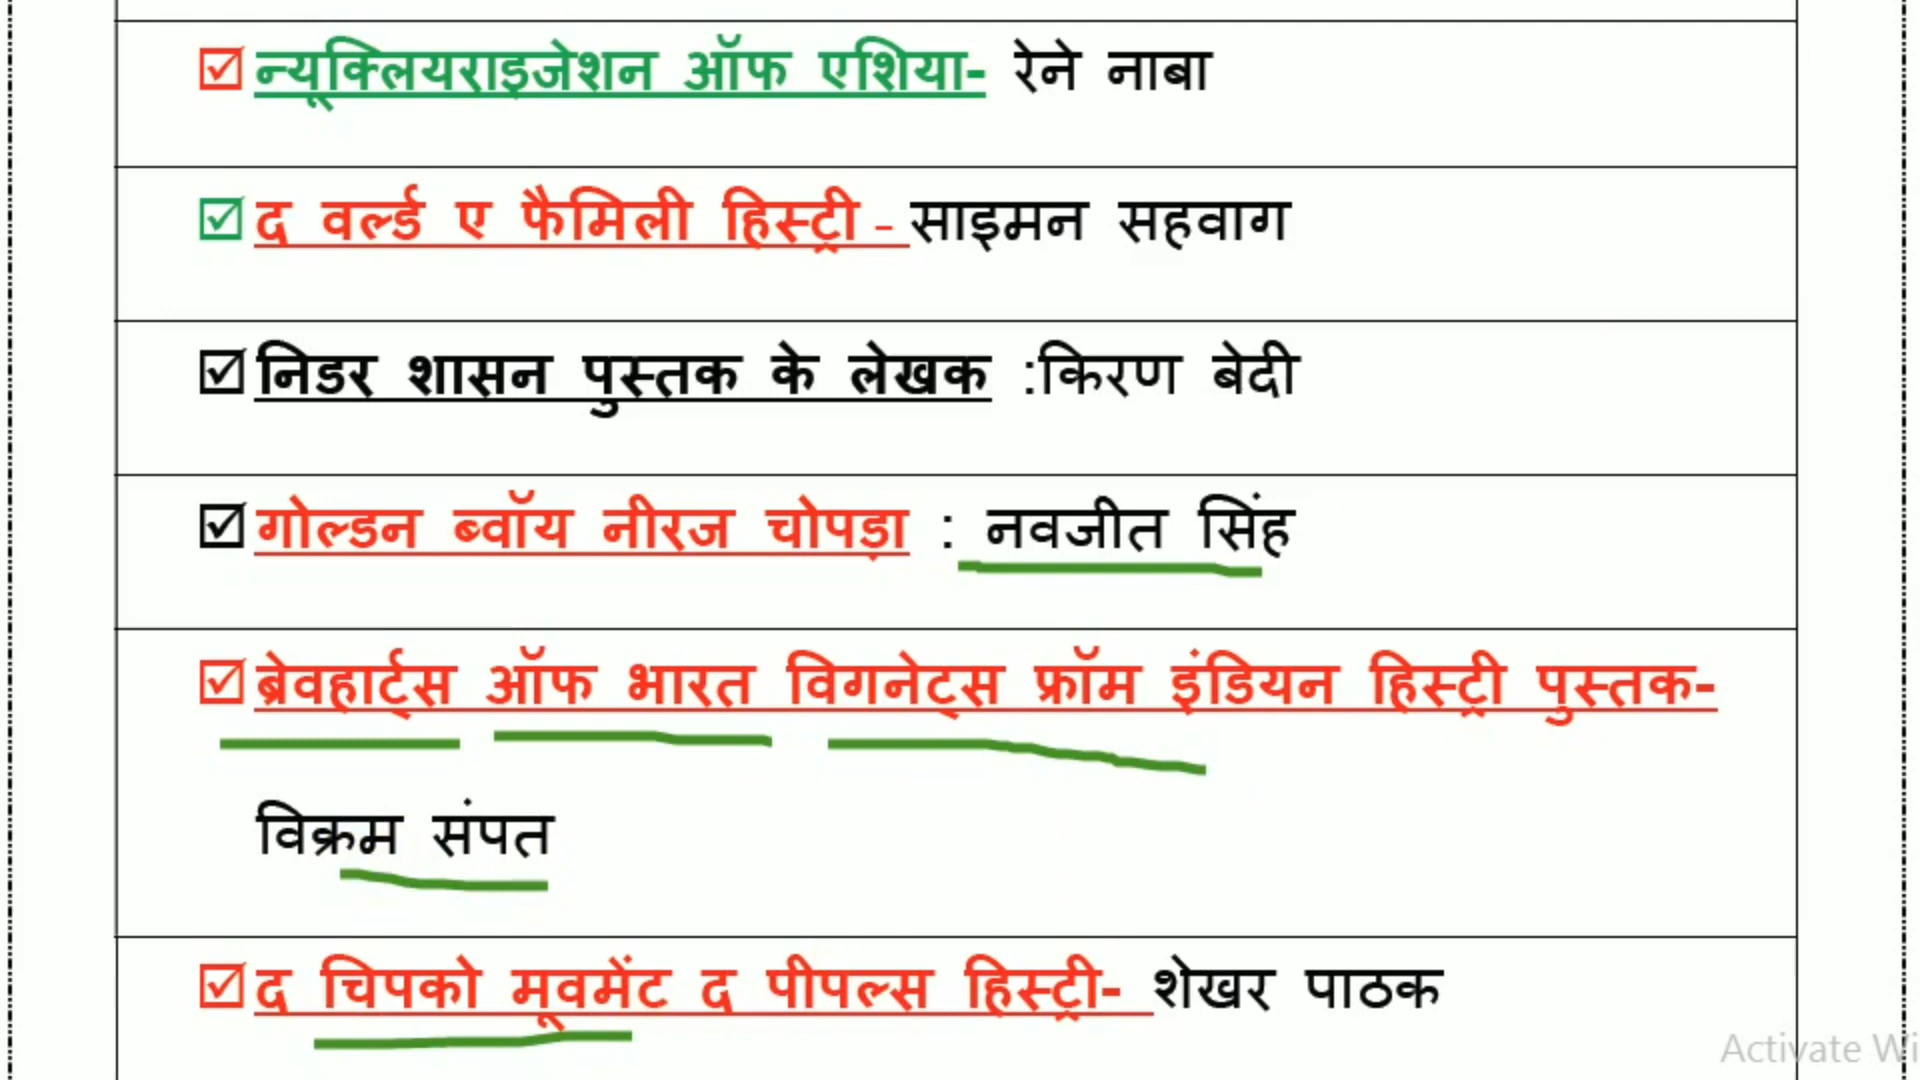 न्यूक्लियराइजेशन ऑफ एशिया- रेने नाबा
द वर्ल्ड ए फैमिली हिस्ट्री - साइमन सहवाग
निडर शासन पुस्तक के लेखक :किरण बेदी
गोल्डन ब्वॉय नीरज चोपड़ा : नवजीत सिंह
ब्रेवहार्ट्स ऑफ भारत विगनेट्स फ्रॉम इंडियन हिस्ट्री पुस्तक-
विक्रम संपत
द चिपको मूवमेंट द पीपल्स हिस्ट्री- शेखर पाठक
Activate Wi